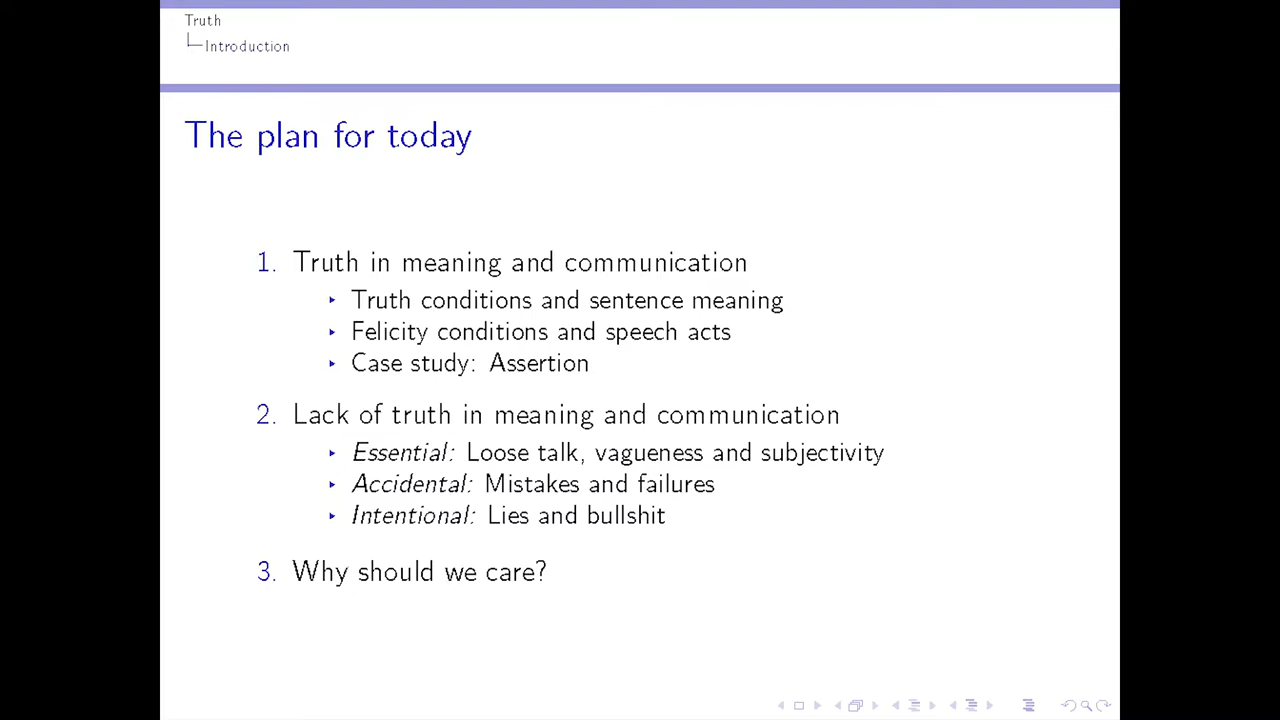 Truth
Introduction
The plan for today
1. Truth in meaning and communication
Truth conditions and sentence meaning
Felicity conditions and speech acts
Case study: Assertion
2. Lack of truth in meaning and communication
Essential: Loose talk, vagueness and subjectivity
Accidental: Mistakes and failures
Intentional: Lies and bullshit
3. Why should we care?